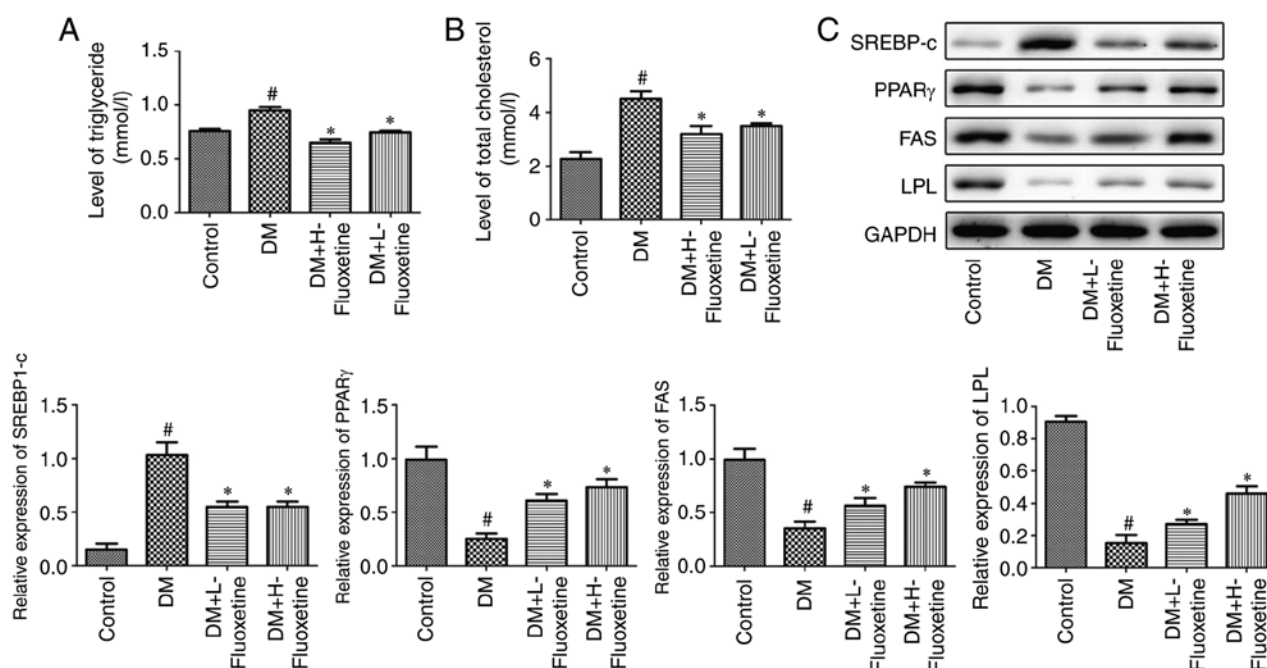 A
Level of triglyceride
(mmol/l)
1.5
1.0
0.5
0.0
#
*
*
Control
DM
DM+H-
Fluoxetine
DM+L-
Fluoxetine
B
Level of total cholesterol
(mmol/l)
6
4
2
0
#
*
*
Control
DM
DM+H-
Fluoxetine
DM+L-
Fluoxetine
C
SREBP-c
PPARγ
FAS
LPL
GAPDH
Control
DM
DM+L-
Fluoxetine
DM+H-
Fluoxetine
Relative expression of SREBP1-c
1.5
1.0
0.5
0.0
#
*
*
Control
DM
DM+L-
Fluoxetine
DM+H-
Fluoxetine
Relative expression of PPARγ
1.5
1.0
0.5
0.0
#
*
*
Control
DM
DM+L-
Fluoxetine
DM+H-
Fluoxetine
Relative expression of FAS
1.5
1.0
0.5
0.0
#
*
*
Control
DM
DM+L-
Fluoxetine
DM+H-
Fluoxetine
Relative expression of LPL
1.0
0.8
0.6
0.4
0.2
0.0
#
*
*
Control
DM
DM+L-
Fluoxetine
DM+H-
Fluoxetine